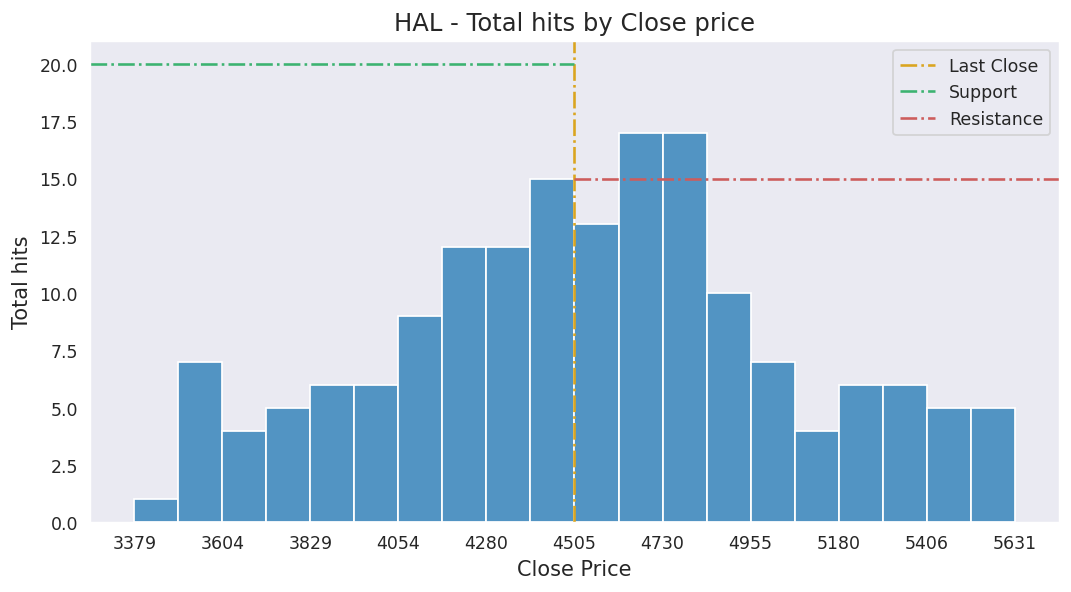 HAL - Total hits by Close price
Last Close
Support
Resistance
Total hits
20.0
17.5
15.0
12.5
10.0
7.5
5.0
2.5
0.0
3379 3604 3829 4054 4280 4505 4730 4955 5180 5406 5631
Close Price